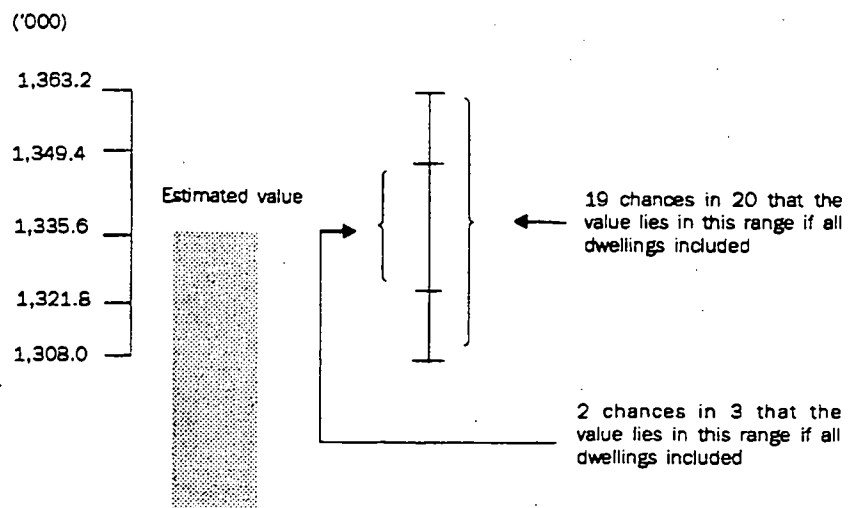 ('000)
1,363.2
1,349.4
Estimated value
1,335.6
1,321.8
1,308.0
19 chances in 20 that the
value lies in this range if all
dwellings included
2 chances in 3 that the
value lies in this range if all
dwellings included